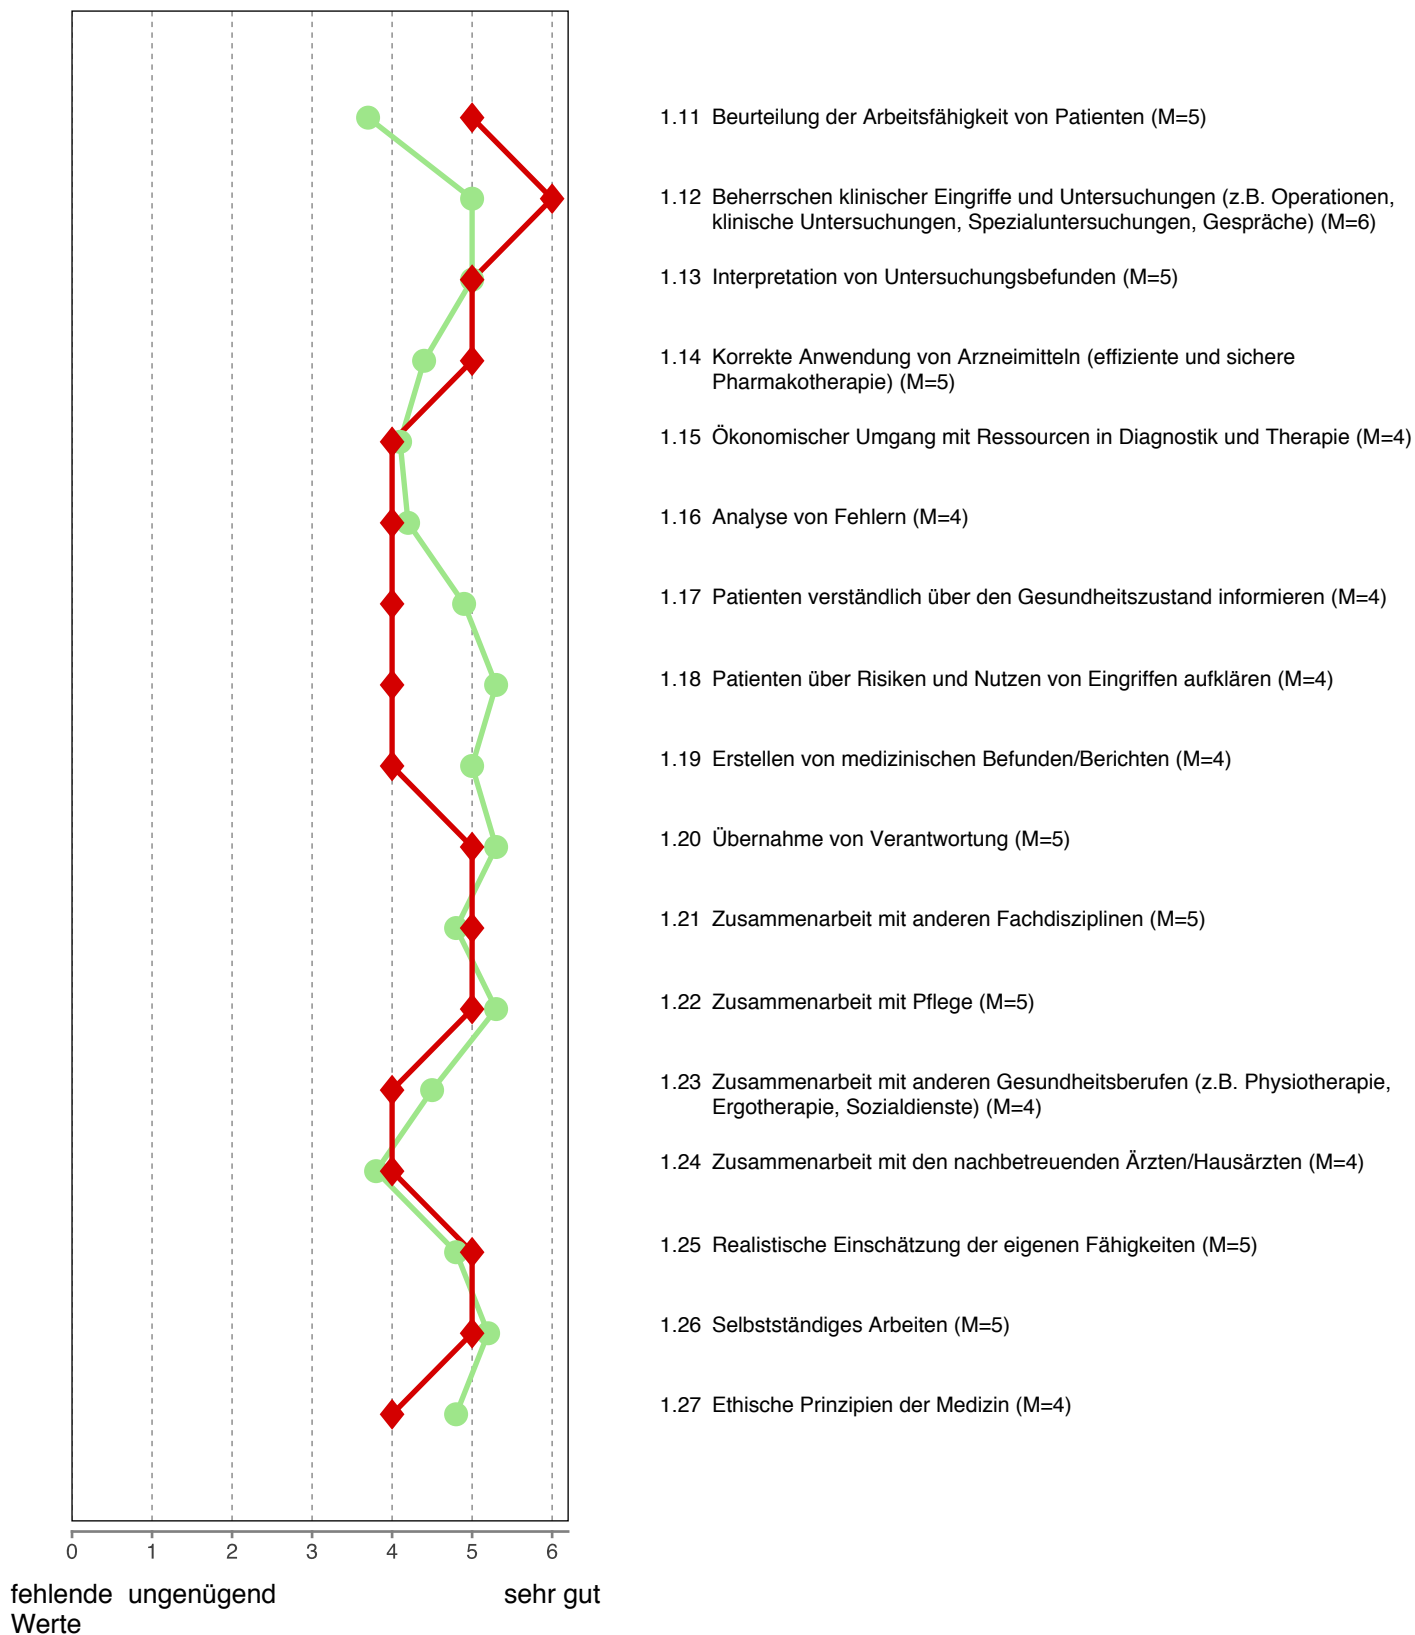 1.11 Beurteilung der Arbeitsfähigkeit von Patienten (M=5)
1.12 Beherrschen klinischer Eingriffe und Untersuchungen (z.B. Operationen,
klinische Untersuchungen, Spezialuntersuchungen, Gespräche) (M=6)
1.13 Interpretation von Untersuchungsbefunden (M=5)
1.14 Korrekte Anwendung von Arzneimitteln (effiziente und sichere
Pharmakotherapie) (M=5)
1.15 Ökonomischer Umgang mit Ressourcen in Diagnostik und Therapie (M=4)
1.16 Analyse von Fehlern (M=4)
1.17 Patienten verständlich über den Gesundheitszustand informieren (M=4)
1.18 Patienten über Risiken und Nutzen von Eingriffen aufklären (M=4)
1.19 Erstellen von medizinischen Befunden/Berichten (M=4)
1.20 Übernahme von Verantwortung (M=5)
1.21 Zusammenarbeit mit anderen Fachdisziplinen (M=5)
1.22 Zusammenarbeit mit Pflege (M=5)
1.23 Zusammenarbeit mit anderen Gesundheitsberufen (z.B. Physiotherapie,
Ergotherapie, Sozialdienste) (M=4)
1.24 Zusammenarbeit mit den nachbetreuenden Ärzten/Hausärzten (M=4)
1.25 Realistische Einschätzung der eigenen Fähigkeiten (M=5)
1.26 Selbstständiges Arbeiten (M=5)
1.27 Ethische Prinzipien der Medizin (M=4)
0 1 2 3 4 5 6
fehlende ungenügend sehr gut
Werte